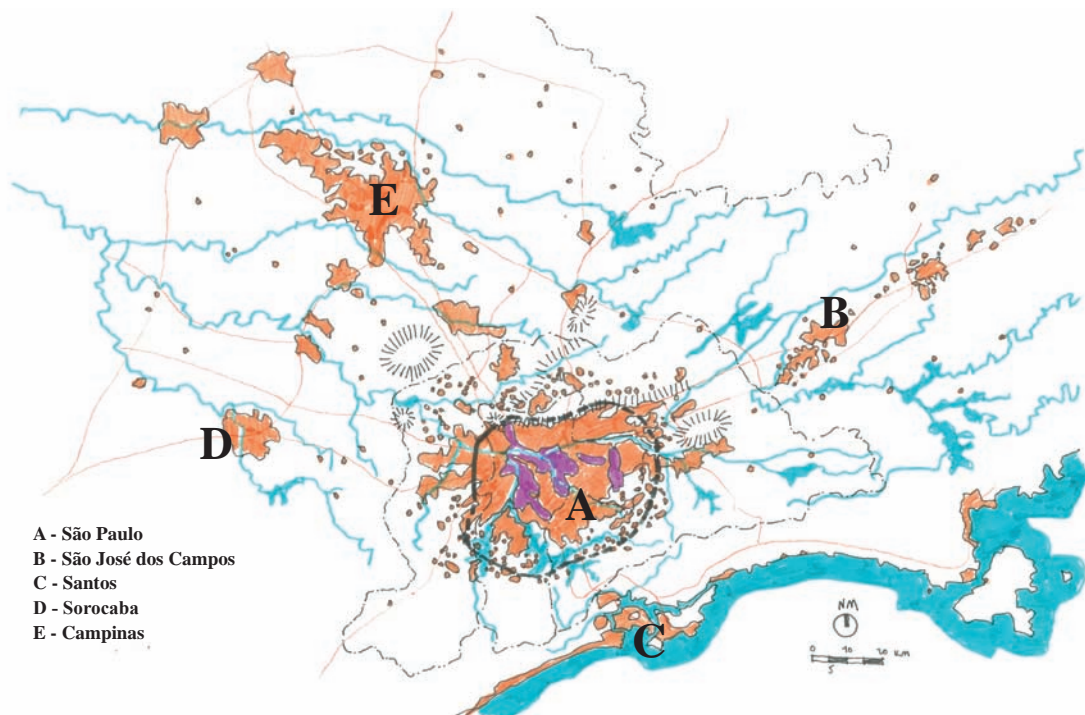 E
B
D
A
C
A - São Paulo
B - São José dos Campos
C - Santos
D - Sorocaba
E - Campinas
NM
0 10 20 KM
5